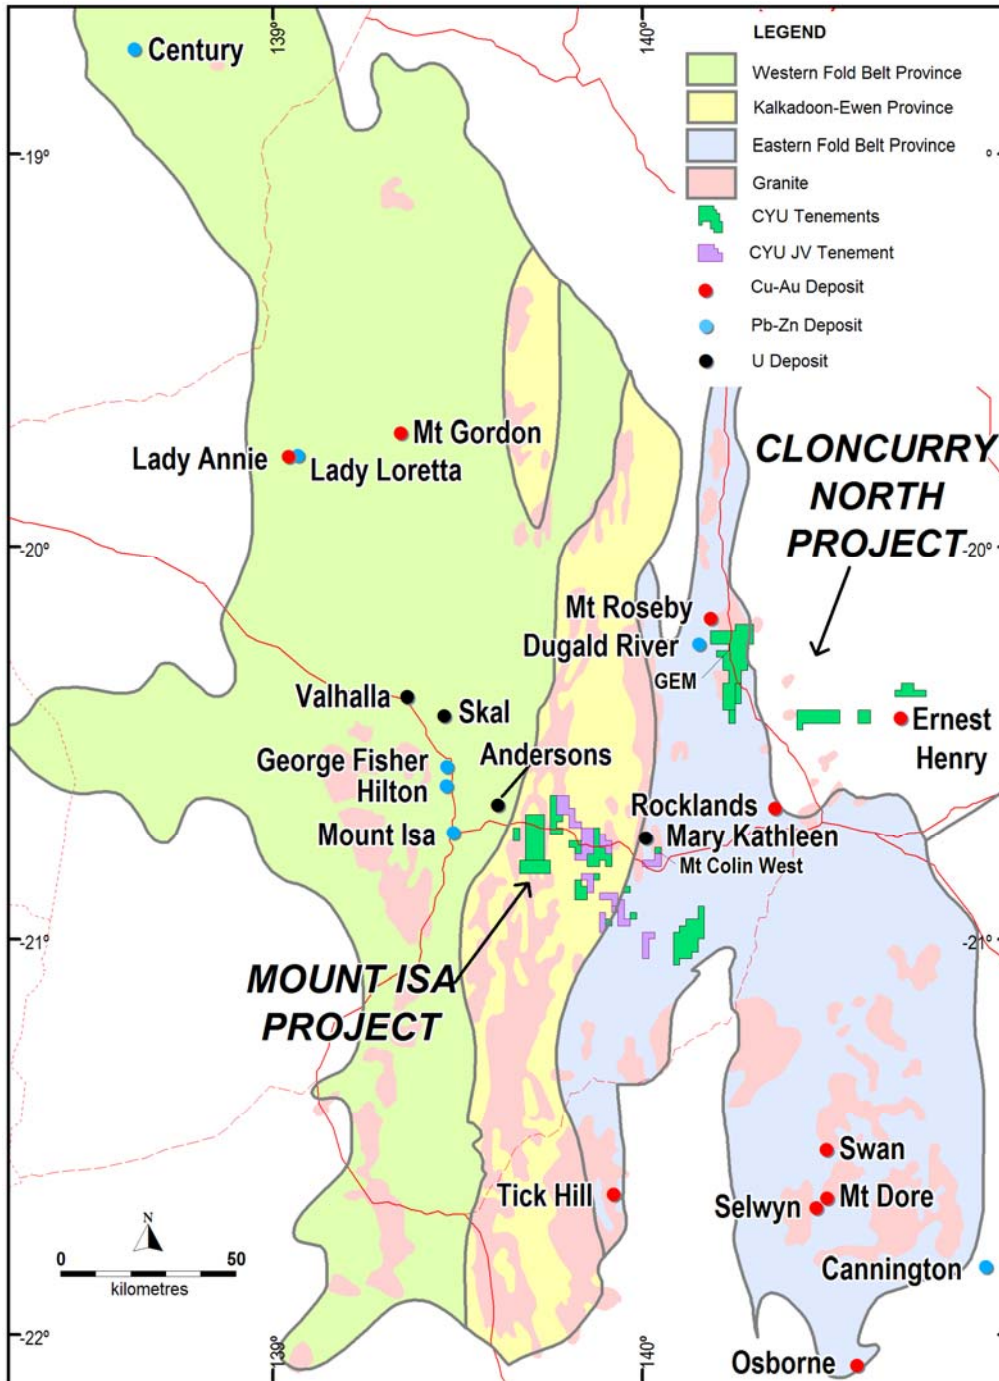 139°
140°
LEGEND
Western Fold Belt Province
Kalkadoon-Ewen Province
Eastern Fold Belt Province
Granite
CYU Tenements
CYU JV Tenement
Cu-Au Deposit
Pb-Zn Deposit
U Deposit
Century
-19°
°
Mt Gordon
Lady Annie
Lady Loretta
CLONCURRY
NORTH
PROJECT
-20°
-20°
Mt Roseby
Dugald River
GEM
Valhalla
Skal
Ernest
Henry
George Fisher
Hilton
Andersons
Mount Isa
Rocklands
Mary Kathleen
Mt Colin West
-21°
-21°
MOUNT ISA
PROJECT
Swan
Tick Hill
Mt Dore
Selwyn
N
0
50
kilometres
Cannington
-22°
139°
140°
Osborne